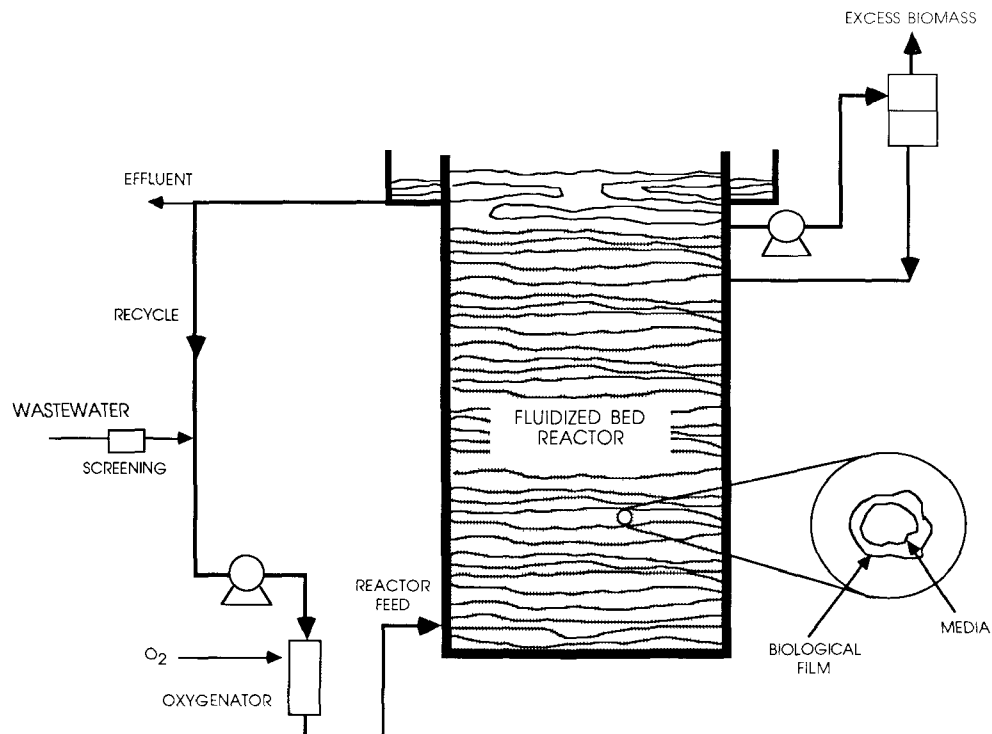 EXCESS BIOMASS
EFFLUENT
RECYCLE
WASTEWATER
SCREENING
FLUIDIZED BED
REACTOR
REACTOR
FEED
O2
OXYGENATOR
BIOLOGICAL
FILM
MEDIA